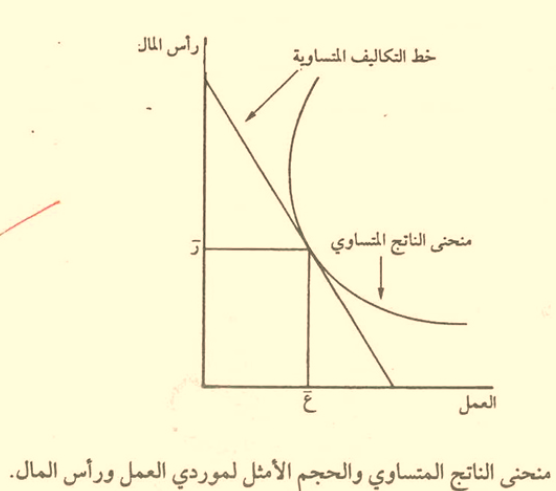 رأس المال
خط التكاليف المتساوية
منحنى الناتج المتساوي
رَ
عَ
العمل
منحنى الناتج المتساوي والحجم الأمثل لموردي العمل ورأس المال.